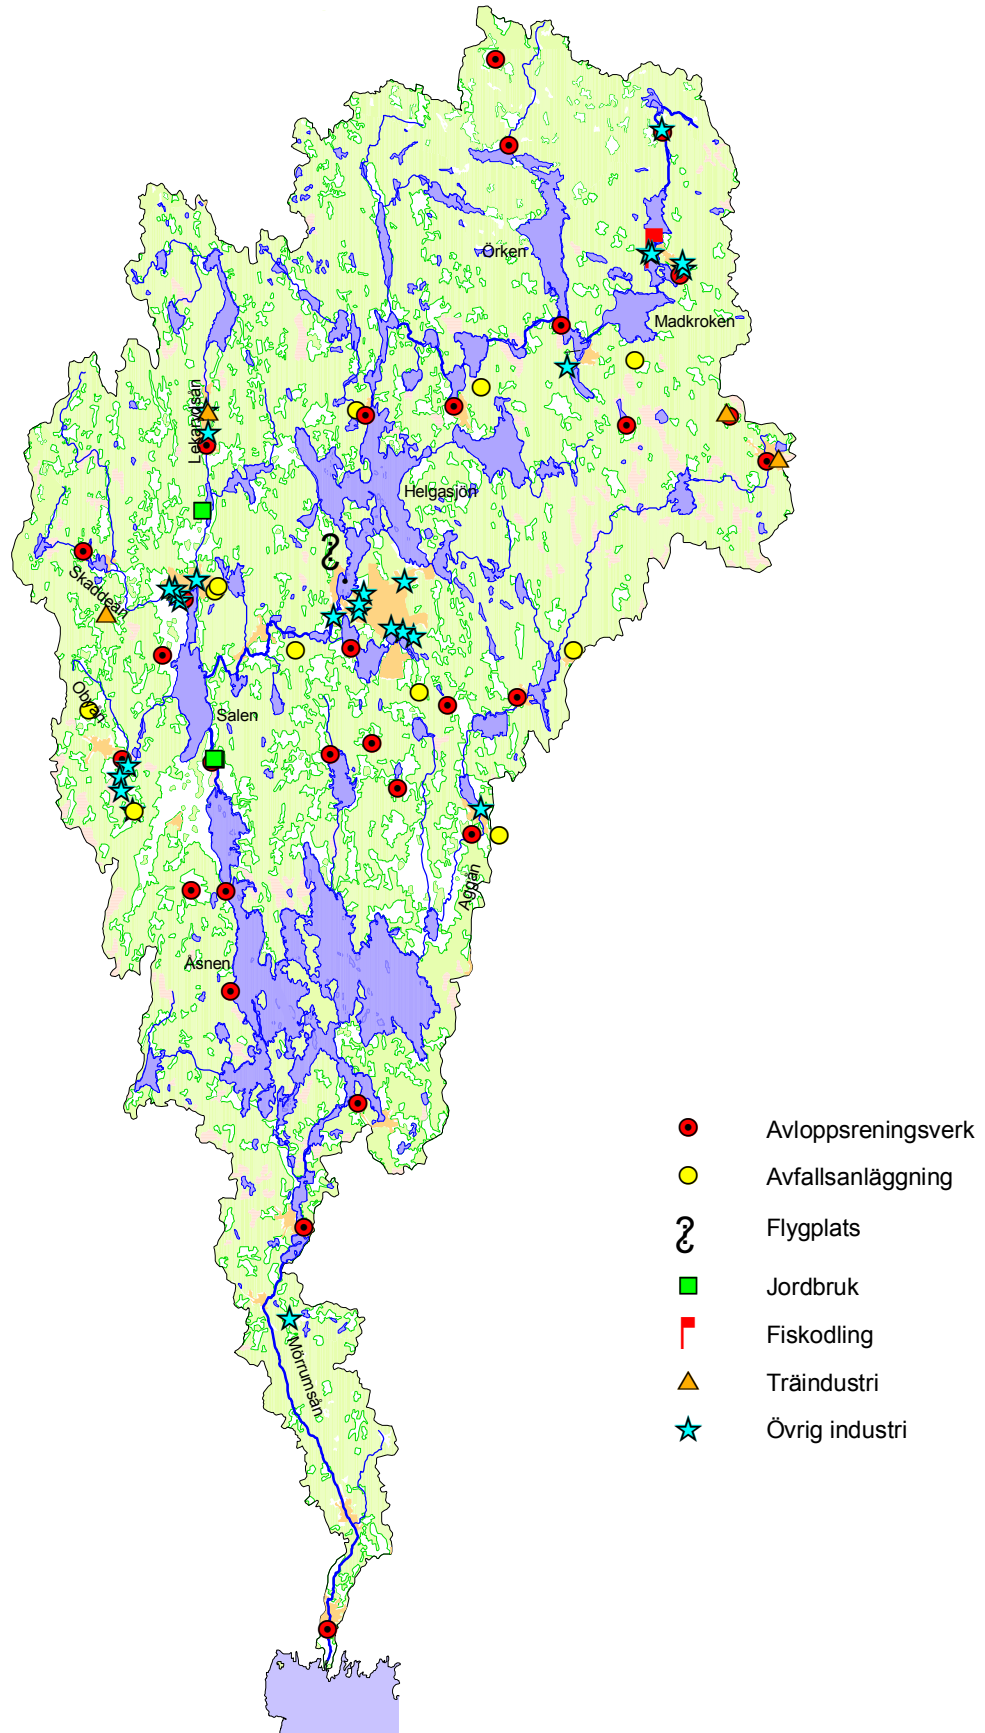 Örken
Madkroken
Lekarydsån
Helgasjön
Skaddeån
Obyån
Salen
Aggån
Åsnen
Avloppsreningsverk
Avfallsanläggning
Flygplats
Jordbruk
Fiskodling
Träindustri
Övrig industri
Mörrumsån